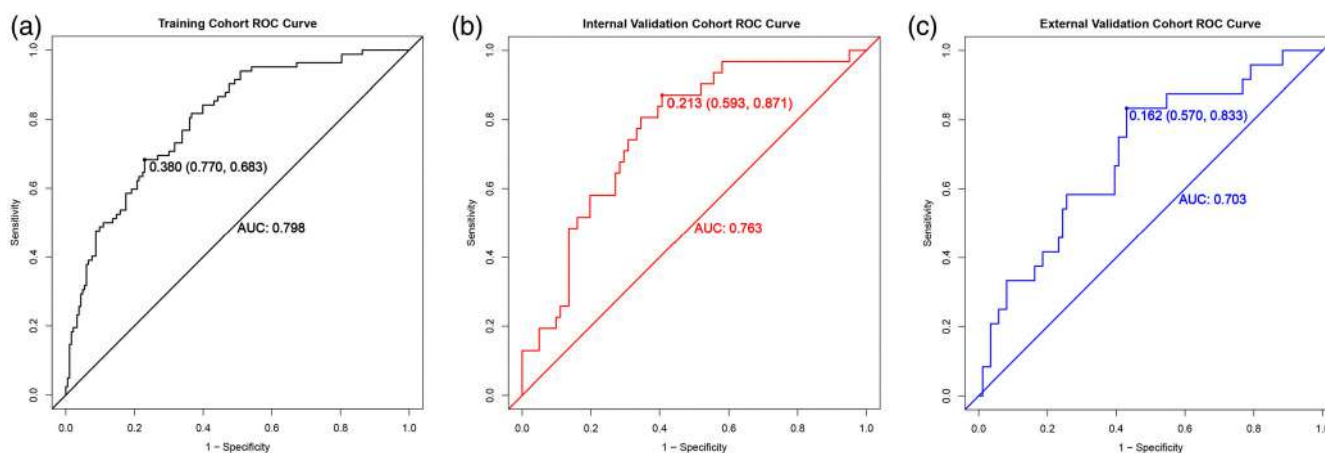 (a)
Training Cohort ROC Curve
Sensitivity
1.0
0.8
0.6
0.4
0.2
0.0
0.380 (0.770, 0.683)
AUC: 0.798
0.0 0.2 0.4 0.6 0.8 1.0
1 - Specificity
(b)
Internal Validation Cohort ROC Curve
Sensitivity
1.0
0.8
0.6
0.4
0.2
0.0
0.213 (0.593, 0.871)
AUC: 0.763
0.0 0.2 0.4 0.6 0.8 1.0
1 - Specificity
(c)
External Validation Cohort ROC Curve
Sensitivity
1.0
0.8
0.6
0.4
0.2
0.0
0.162 (0.570, 0.833)
AUC: 0.703
0.0 0.2 0.4 0.6 0.8
1 - Specificity